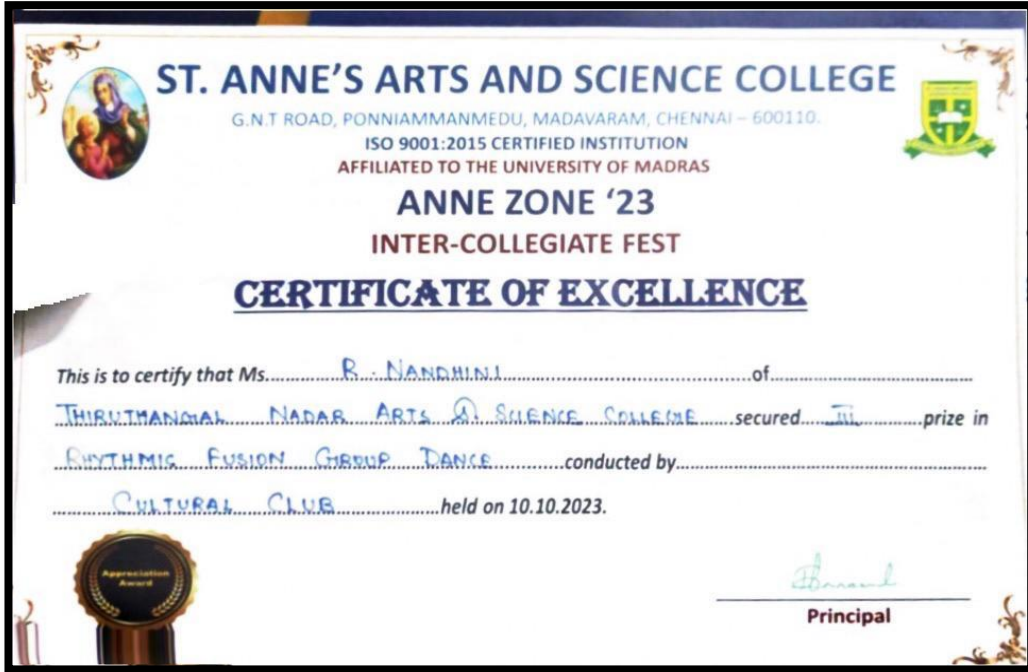 ST. ANNE'S ARTS AND SCIENCE COLLEGE
G.N.T ROAD, PONNIAMMANMEDU, MADAVARAM, CHENNAI – 600110.
ISO 9001:2015 CERTIFIED INSTITUTION
AFFILIATED TO THE UNIVERSITY OF MADRAS
ANNE ZONE ‘23
INTER-COLLEGIATE FEST
CERTIFICATE OF EXCELLENCE
This is to certify that Ms. R. NANDHINI of
THIRUTHANGAL NADAR ARTS & SCIENCE COLLEGE secured III prize in
RHYTHMIC FUSION GROUP DANCE conducted by
CULTURAL CLUB held on 10.10.2023.
Appreciation
Award
Principal